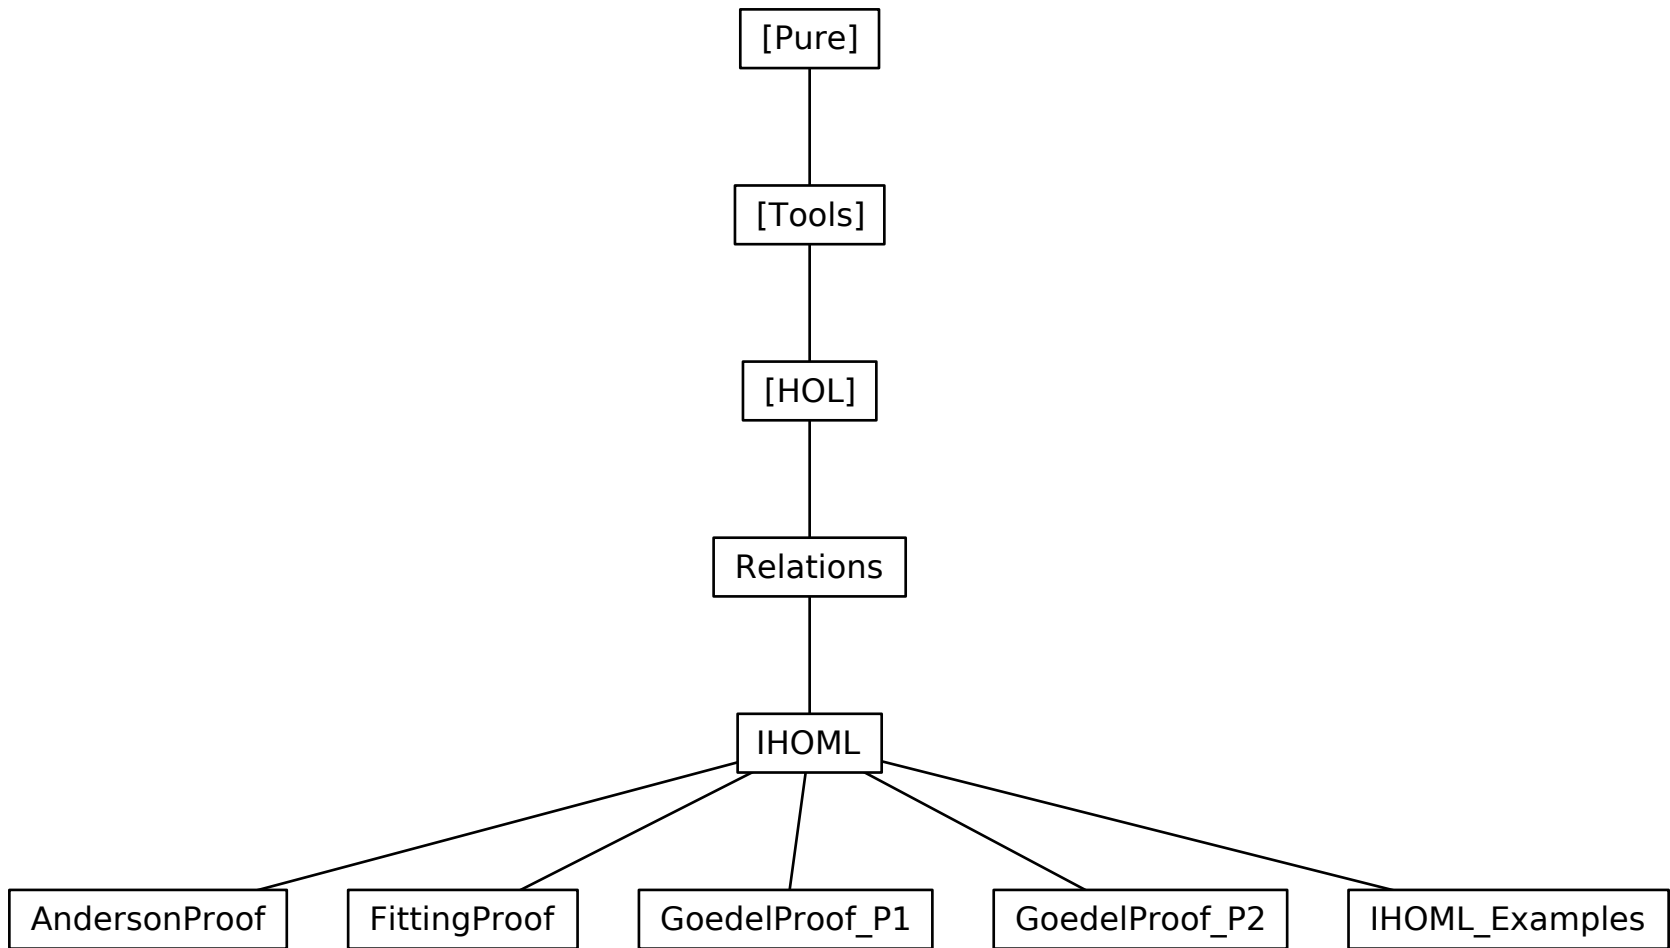 [Pure]
[Tools]
[HOL]
Relations
IHOML
AndersonProof
FittingProof
GoedelProof_P1
GoedelProof_P2
IHOML_Examples